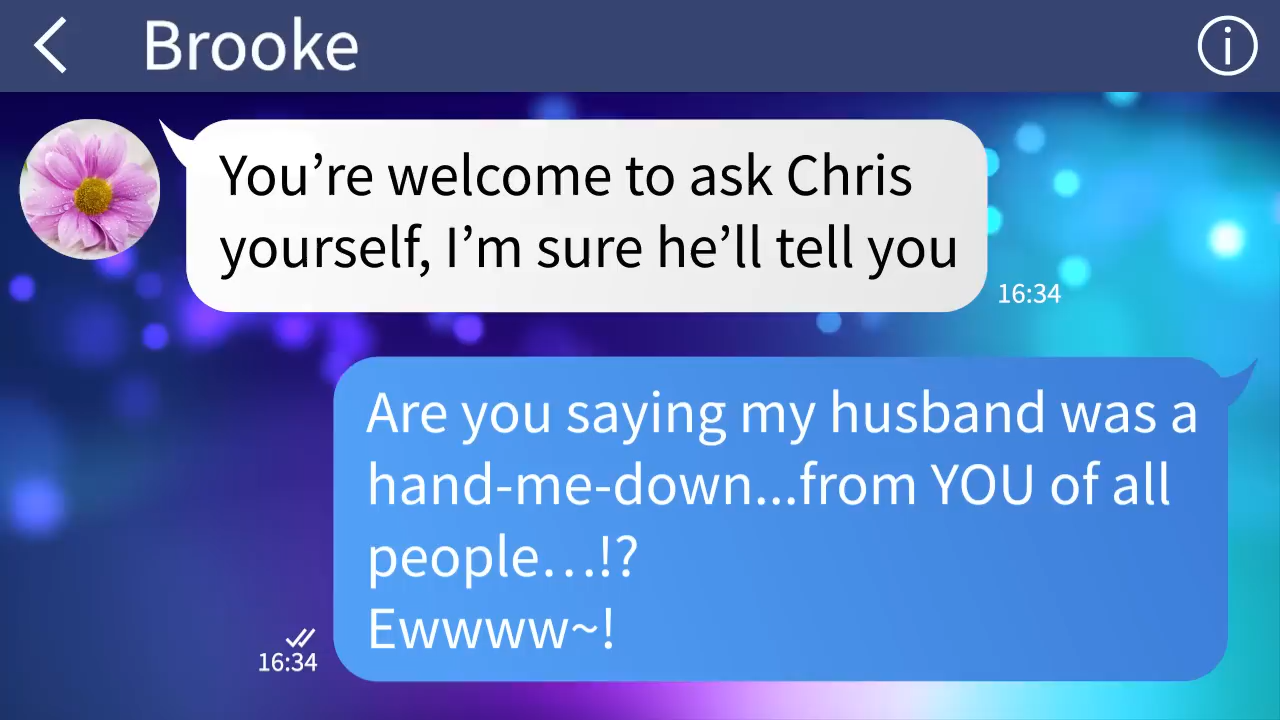 Brooke
You’re welcome to ask Chris
yourself, I’m sure he’ll tell you
16:34
Are you saying my husband was a
hand-me-down...from YOU of all
people…!?
Ewwww~!
16:34